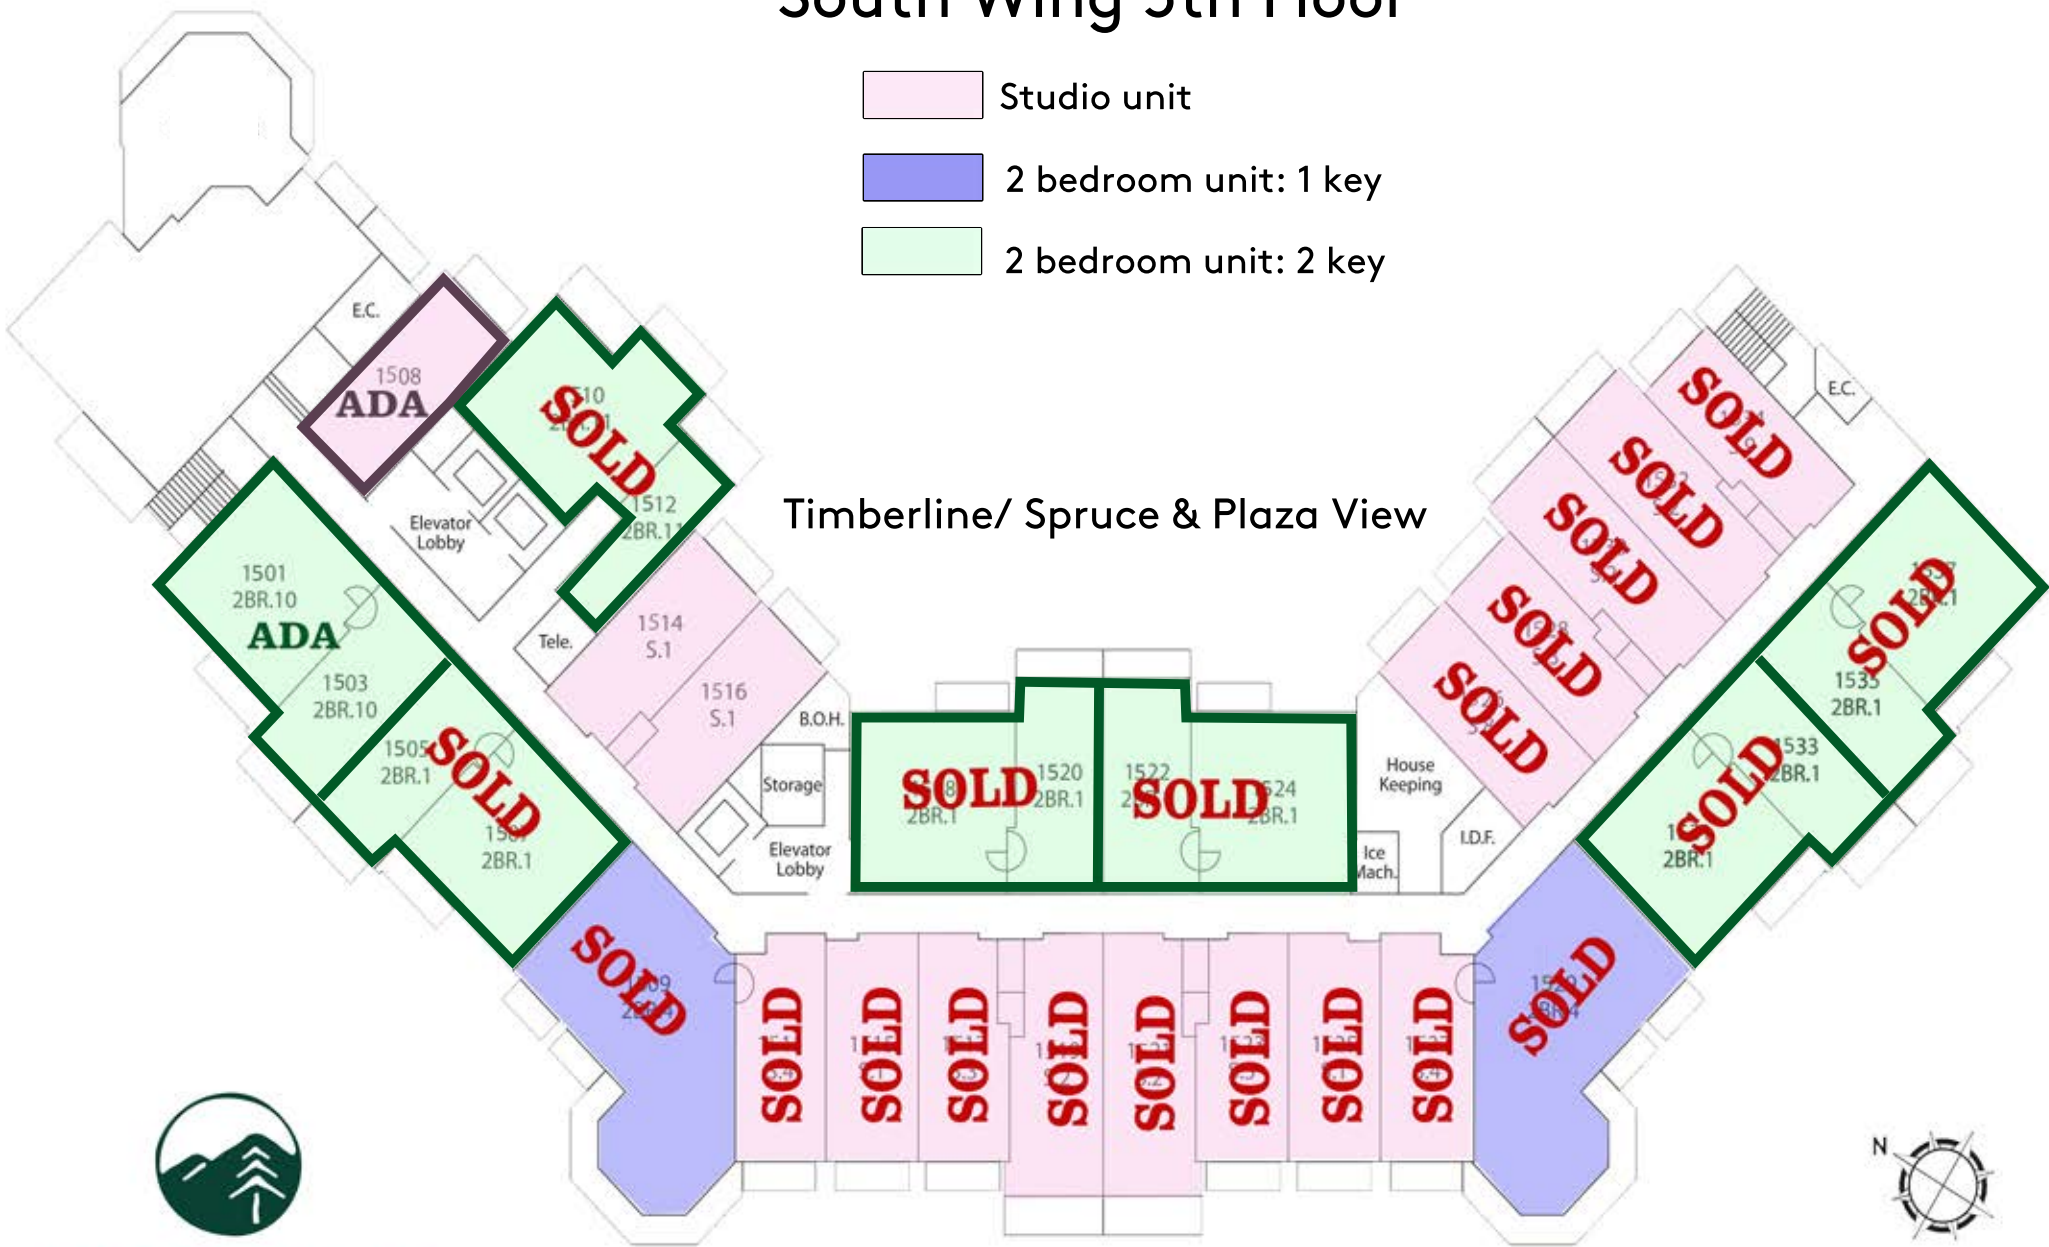 South Wing 5th Floor
Studio unit
2 bedroom unit: 1 key
2 bedroom unit: 2 key
E.C.
1508
ADA
SOLD
1512
2BR.11
Elevator
Lobby
Timberline/ Spruce & Plaza View
SOLD
E.C.
SOLD
SOLD
SOLD
SOLD
1501
2BR.10
ADA
1503
2BR.10
Tele.
1514
S.1
1516
S.1
B.O.H.
Storage
Elevator
Lobby
1505
2BR.1
SOLD
2BR.1
SOLD
2BR.1
1520
2BR.1
1522
SOLD
2BR.1
House
Keeping
I.D.F.
Ice
Mach.
SOLD
1535
2BR.1
SOLD
1533
2BR.1
2BR.1
SOLD
SOLD
SOLD
SOLD
SOLD
SOLD
SOLD
SOLD
SOLD
SOLD
N